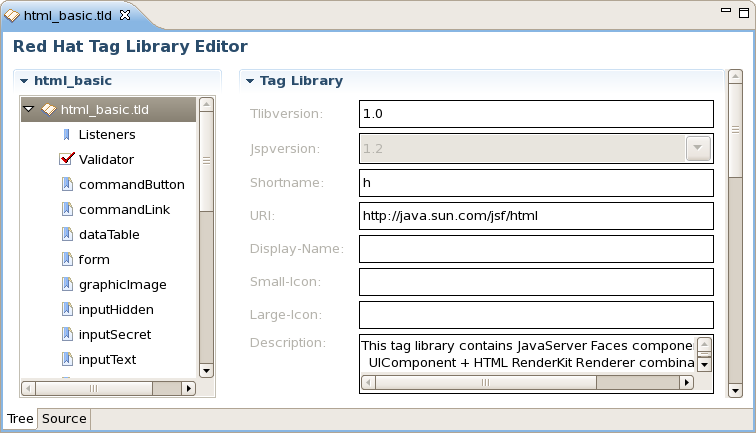 html_basic.tld
Red Hat Tag Library Editor
html_basic
html_basic.tld
Listeners
Validator
commandButton
commandLink
dataTable
form
graphicImage
inputHidden
inputSecret
inputText
Tag Library
Tlibversion: 1.0
Jspversion: 1.2
Shortname: h
URI: http://java.sun.com/jsf/html
Display-Name:
Small-Icon:
Large-Icon:
Description: This tag library contains JavaServer Faces compone
UIComponent + HTML RenderKit Renderer combina
Tree Source